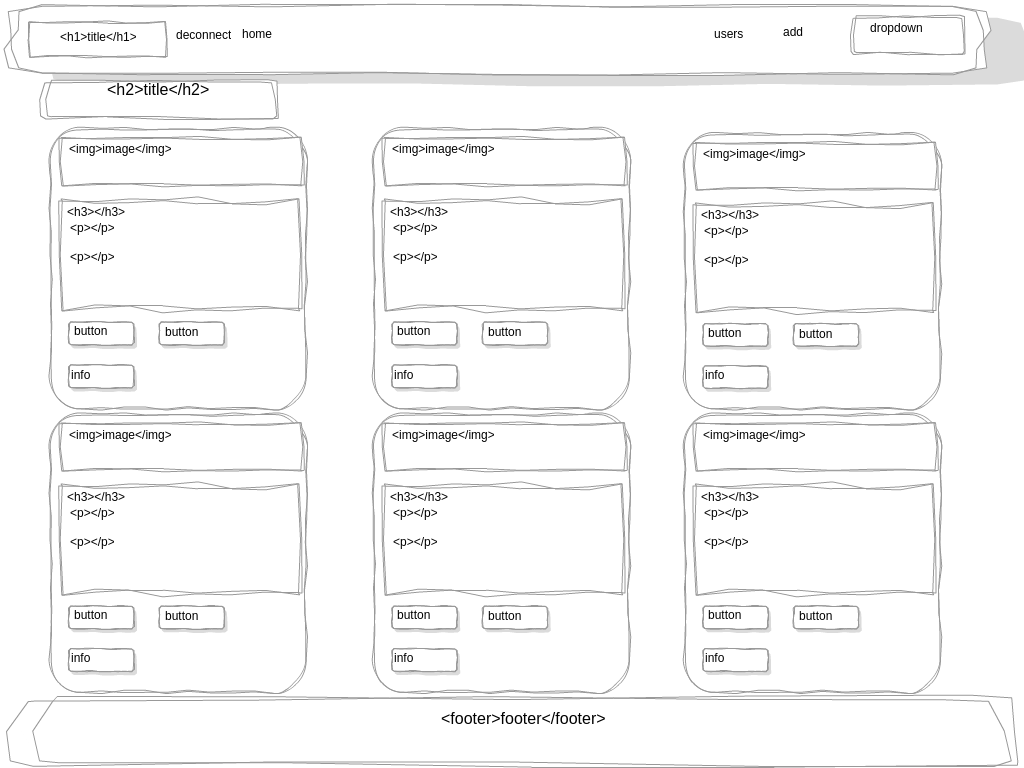 <h1>title</h1> deconnect home users add dropdown
<h2>title</h2>
<img>image</img> <img>image</img> <img>image</img>
<h3></h3> <h3></h3> <h3></h3>
<p></p> <p></p> <p></p>
<p></p> <p></p> <p></p>
button button button button button button
info info info
<img>image</img> <img>image</img> <img>image</img>
<h3></h3> <h3></h3> <h3></h3>
<p></p> <p></p> <p></p>
<p></p> <p></p> <p></p>
button button button button button button
info info info
<footer>footer</footer>